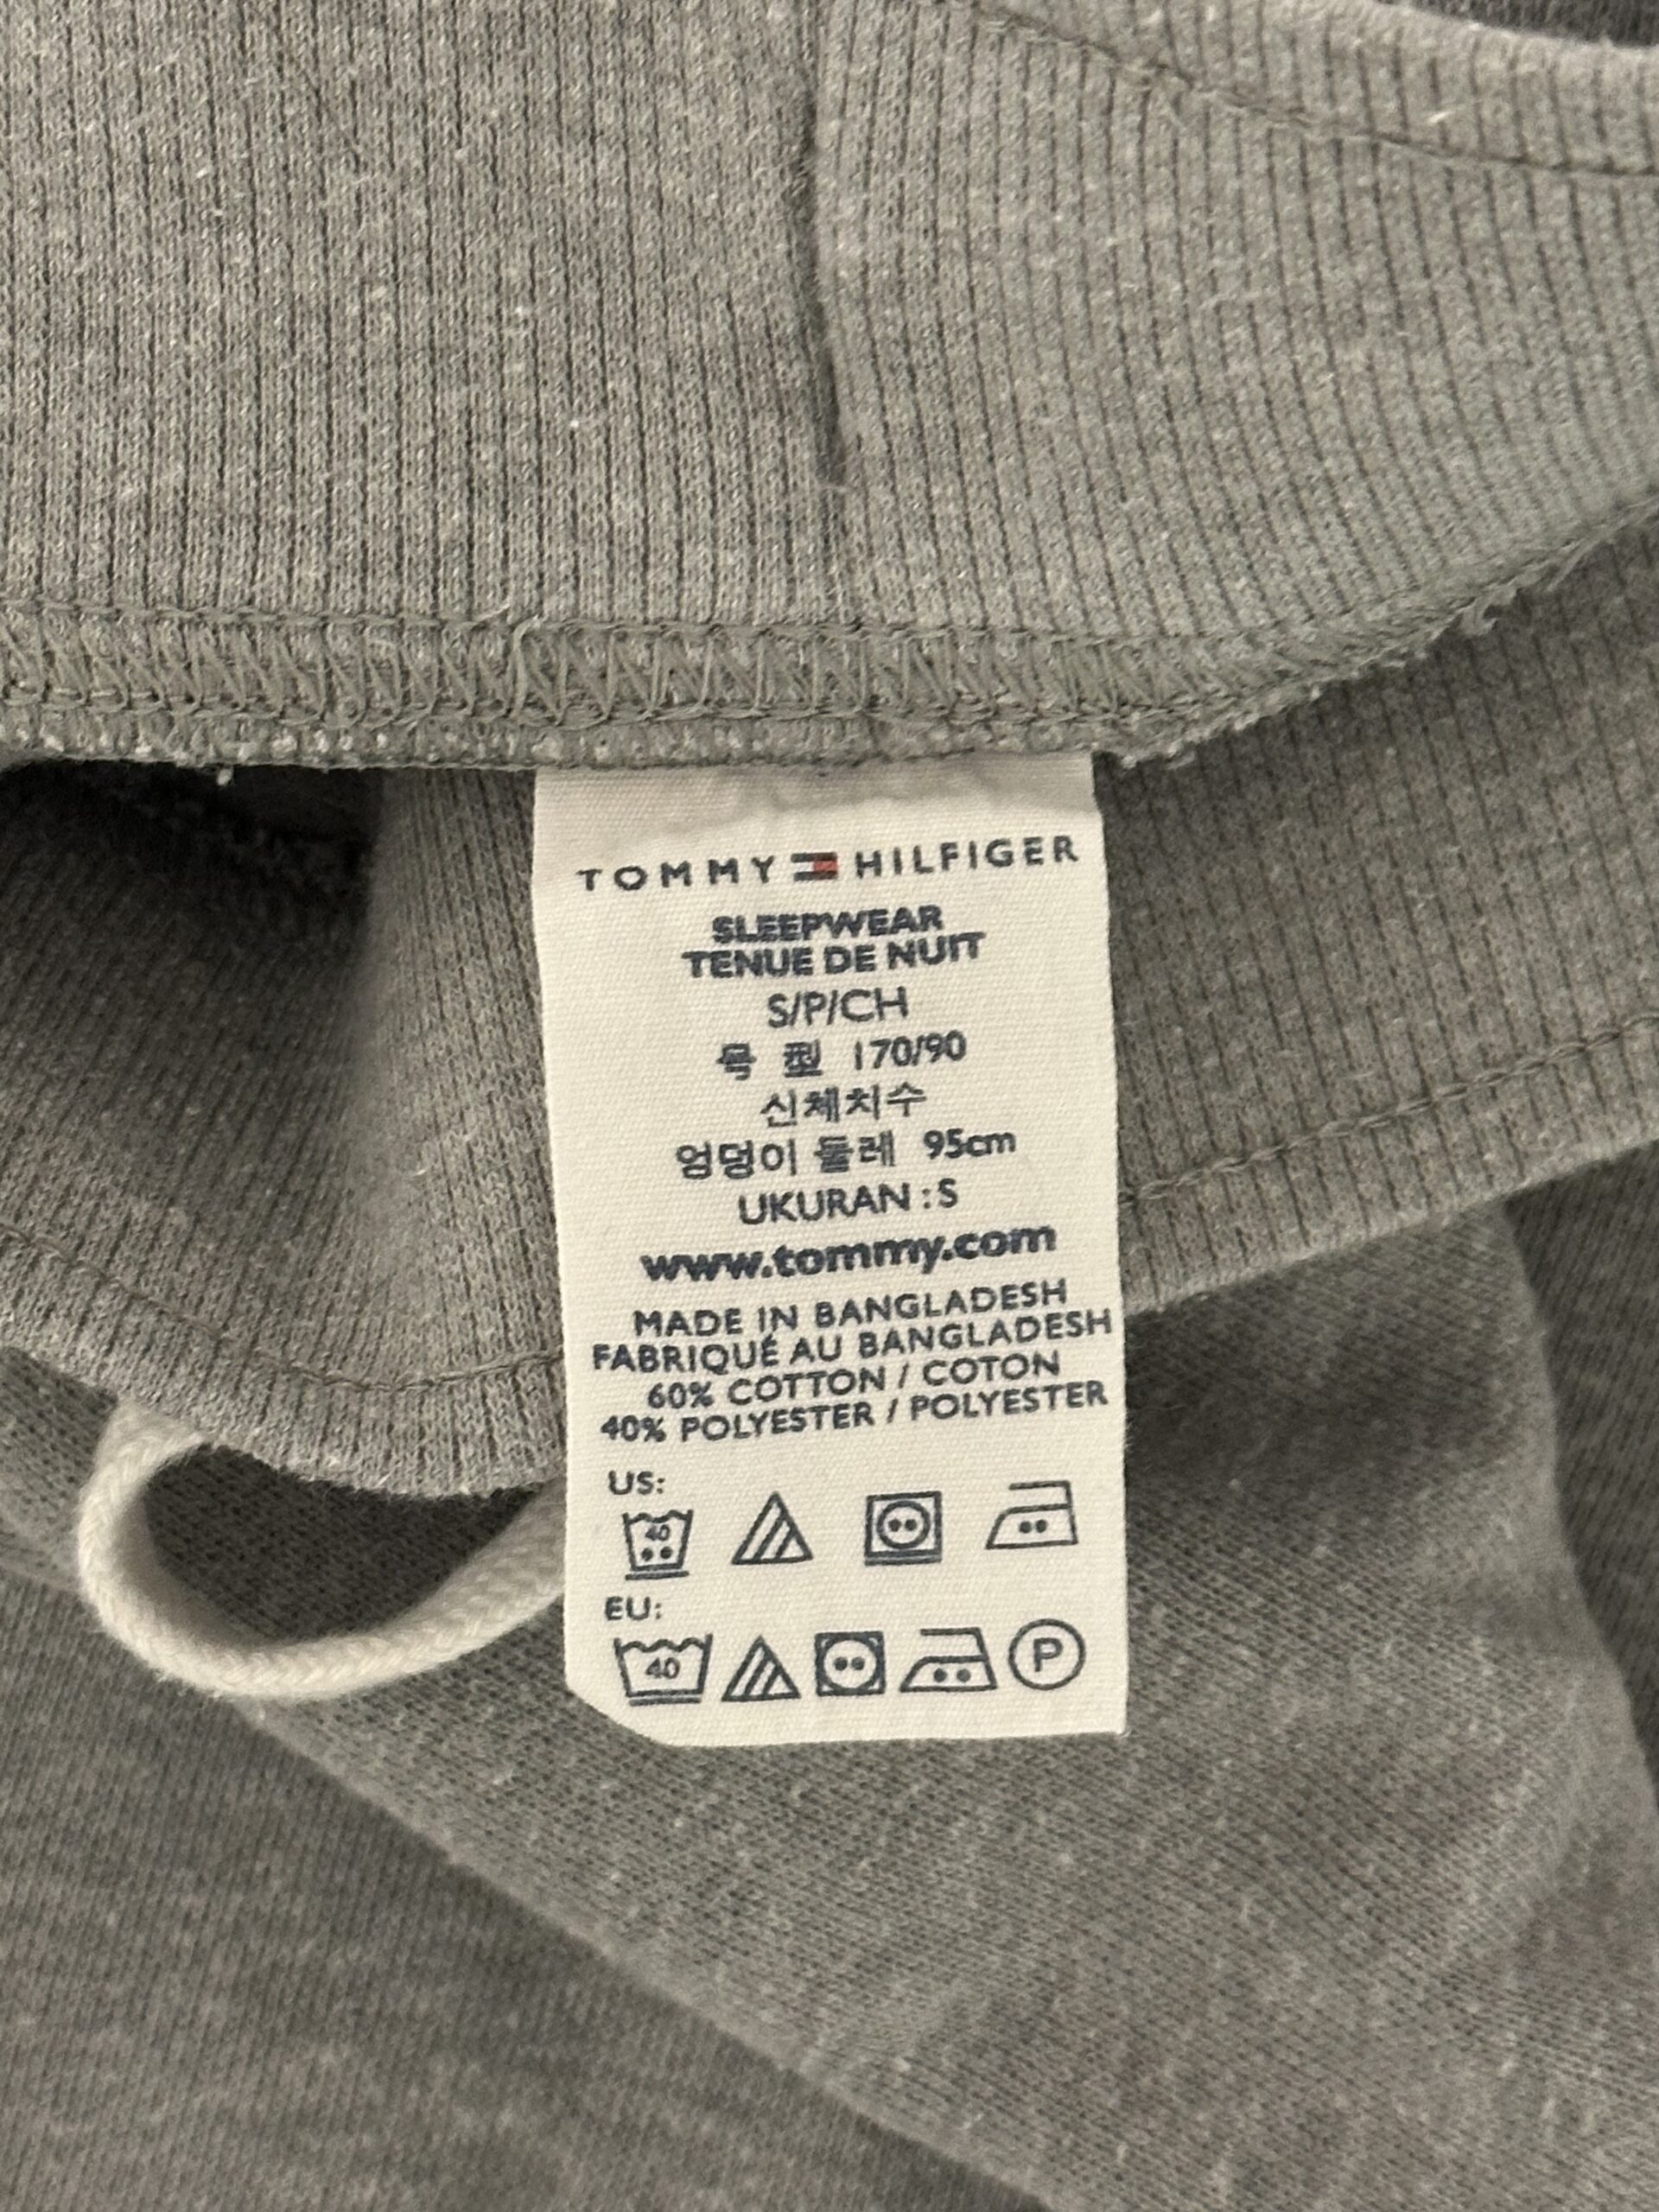 TOMMY HILFIGER
SLEEPWEAR
TENUE DE NUIT
S/P/CH
号 型 170/90
신체치수
엉덩이 둘레 95cm
UKURAN : S
www.tommy.com
MADE IN BANGLADESH
FABRIQUÉ AU BANGLADESH
60% COTTON / COTON
40% POLYESTER / POLYESTER
US:
40
EU:
40 P